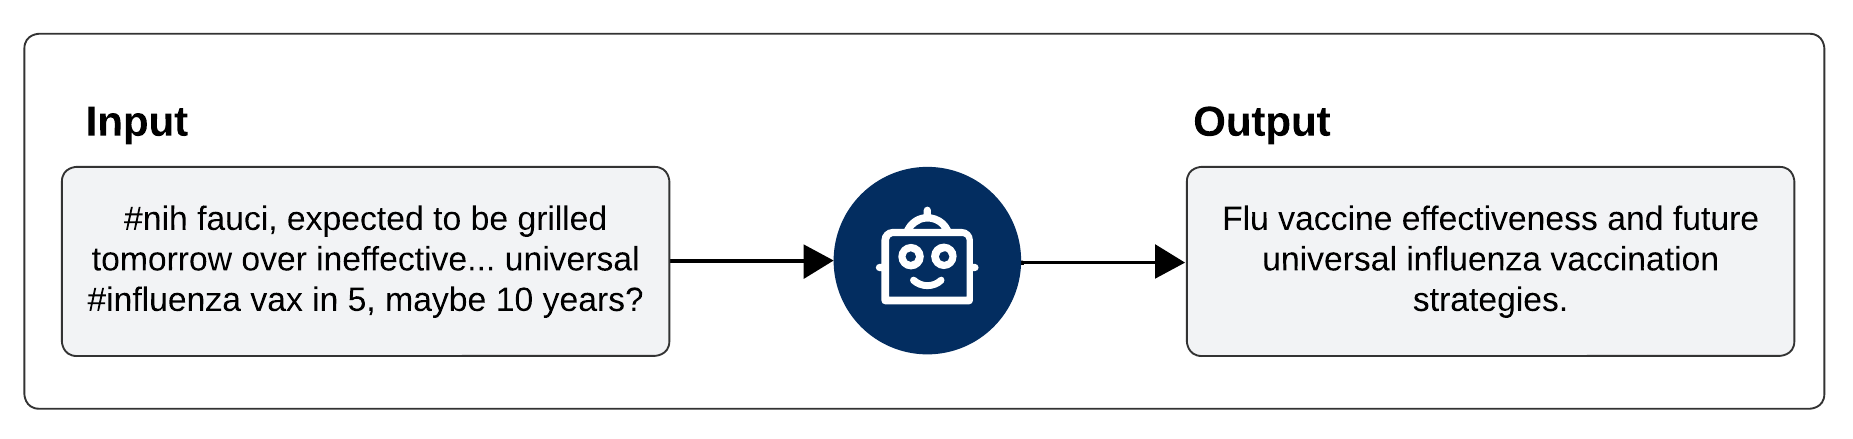 Input
#nih fauci, expected to be grilled
tomorrow over ineffective... universal
#influenza vax in 5, maybe 10 years?
Output
Flu vaccine effectiveness and future
universal influenza vaccination
strategies.